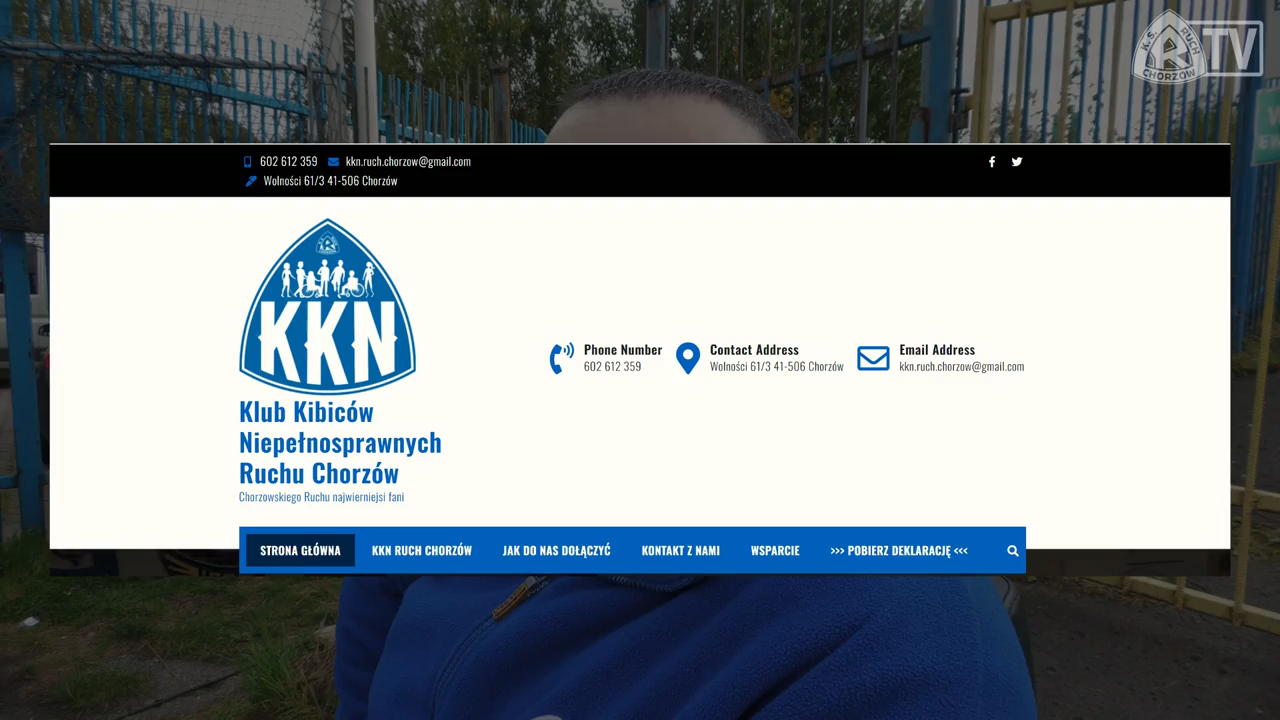 K.S. RUCH
CHORZÓW
TV
602 612 359 kkn.ruch.chorzow@gmail.com
Wolności 61/3 41-506 Chorzów
R
KKN
Phone Number
602 612 359
Contact Address
Wolności 61/3 41-506 Chorzów
Email Address
kkn.ruch.chorzow@gmail.com
Klub Kibiców
Niepełnosprawnych
Ruchu Chorzów
Chorzowskiego Ruchu najwierniejsi fani
STRONA GŁÓWNA KKN RUCH CHORZÓW JAK DO NAS DOŁĄCZYĆ KONTAKT Z NAMI WSPARCIE >>> POBIERZ DEKLARACJĘ <<<